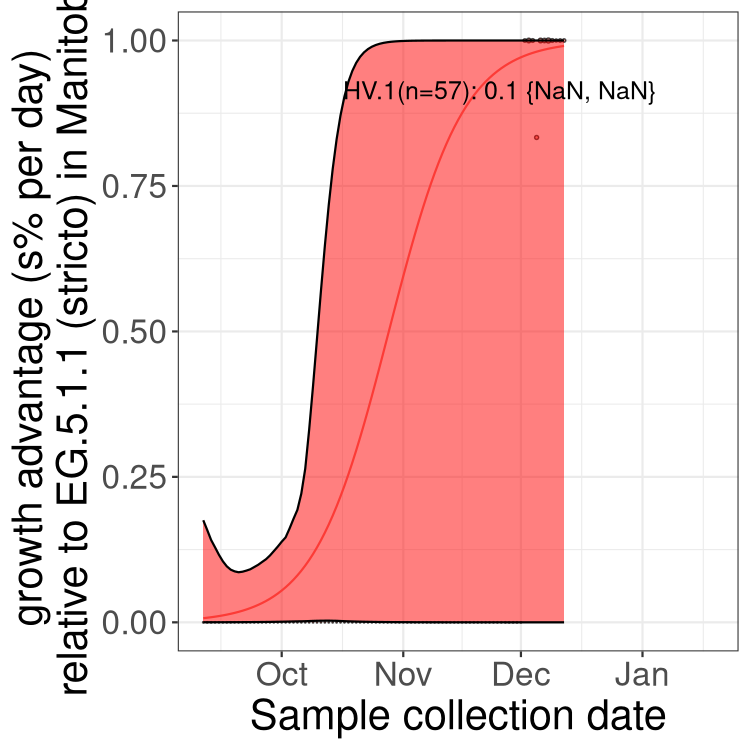 growth advantage (s% per day)
relative to EG.5.1.1 (stricto) in Manitob
1.00
0.75
0.50
0.25
0.00
HV.1(n=57): 0.1 {NaN, NaN}
Oct Nov Dec Jan
Sample collection date